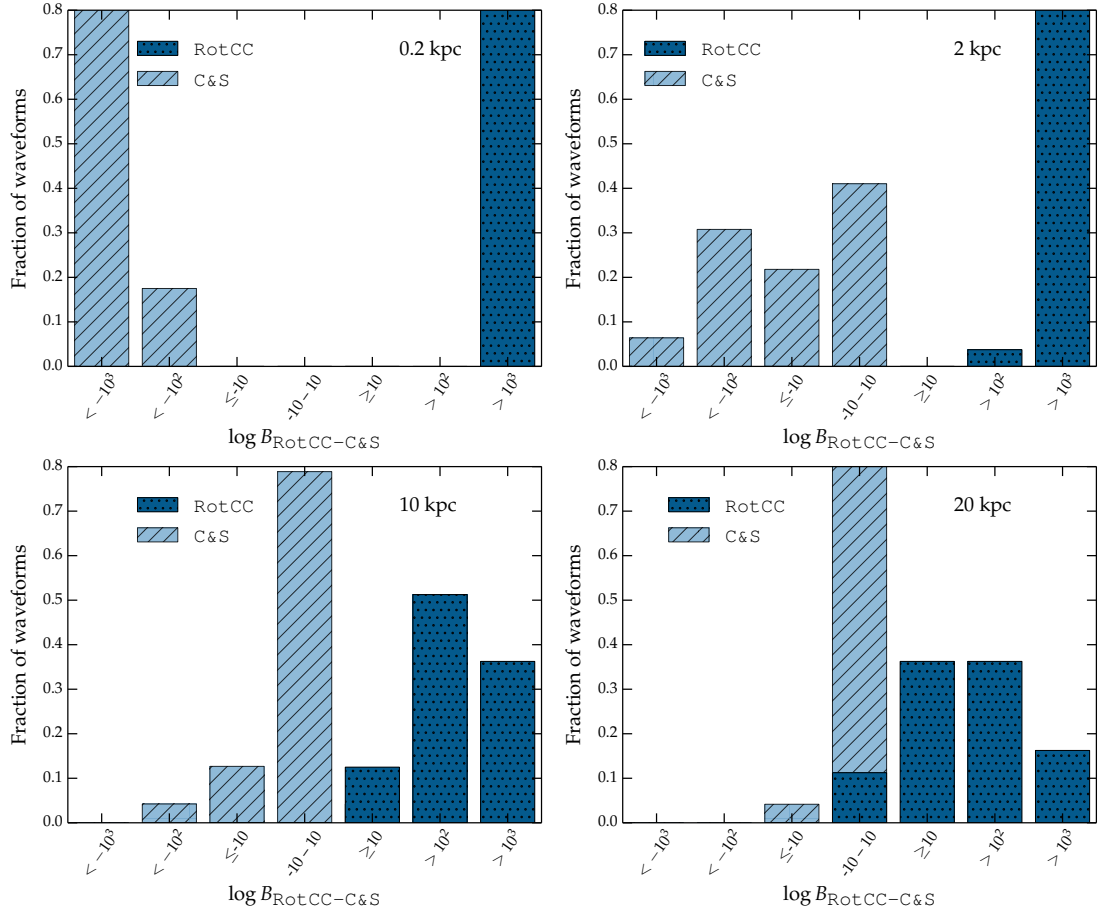 0.8
0.7
0.6
0.5
0.4
0.3
0.2
0.1
0.0
Fraction of waveforms
RotCC
C&S
0.2 kpc
< −10³
< −10²
≤-10
-10 − 10
≥10
> 10²
> 10³
log B RotCC−C&S
0.8
0.7
0.6
0.5
0.4
0.3
0.2
0.1
0.0
Fraction of waveforms
RotCC
C&S
2 kpc
< −10³
< −10²
≤-10
-10 − 10
≥10
> 10²
> 10³
log B RotCC−C&S
0.8
0.7
0.6
0.5
0.4
0.3
0.2
0.1
0.0
Fraction of waveforms
RotCC
C&S
10 kpc
< −10³
< −10²
≤-10
-10 − 10
≥10
> 10²
> 10³
log B RotCC−C&S
0.8
0.7
0.6
0.5
0.4
0.3
0.2
0.1
0.0
Fraction of waveforms
RotCC
C&S
20 kpc
< −10³
< −10²
≤-10
-10 − 10
≥10
> 10²
> 10³
log B RotCC−C&S